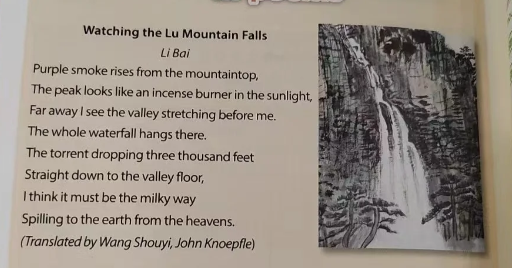 Watching the Lu Mountain Falls
Li Bai
Purple smoke rises from the mountaintop,
The peak looks like an incense burner in the sunlight,
Far away I see the valley stretching before me.
The whole waterfall hangs there.
The torrent dropping three thousand feet
Straight down to the valley floor,
I think it must be the milky way
Spilling to the earth from the heavens.
(Translated by Wang Shouyi, John Knoepfle)